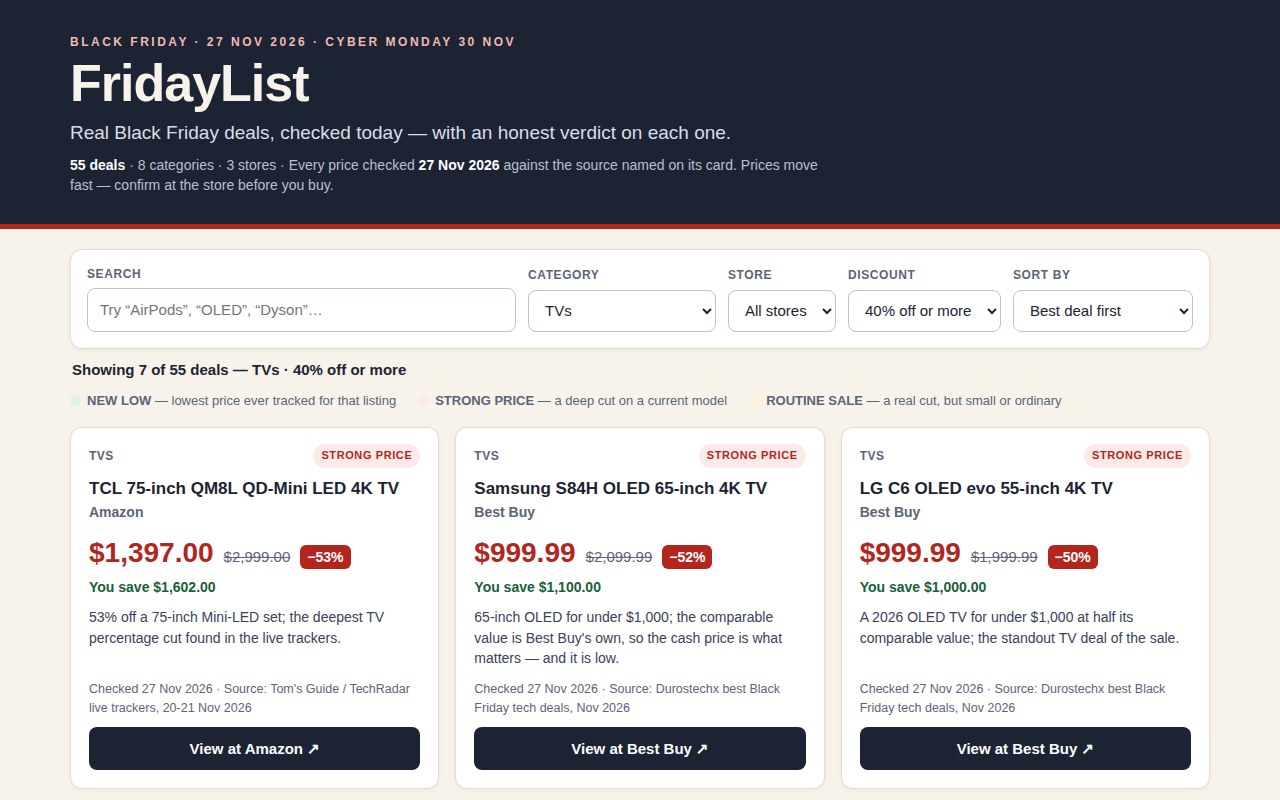 BLACK FRIDAY · 27 NOV 2026 · CYBER MONDAY 30 NOV
FridayList
Real Black Friday deals, checked today — with an honest verdict on each one.
55 deals · 8 categories · 3 stores · Every price checked 27 Nov 2026 against the source named on its card. Prices move
fast — confirm at the store before you buy.
SEARCH
Try “AirPods”, “OLED”, “Dyson”…
CATEGORY
TVs
STORE
All stores
DISCOUNT
40% off or more
SORT BY
Best deal first
Showing 7 of 55 deals — TVs · 40% off or more
NEW LOW — lowest price ever tracked for that listing
STRONG PRICE — a deep cut on a current model
ROUTINE SALE — a real cut, but small or ordinary
TVS
STRONG PRICE
TCL 75-inch QM8L QD-Mini LED 4K TV
Amazon
$1,397.00 $2,999.00 −53%
You save $1,602.00
53% off a 75-inch Mini-LED set; the deepest TV
percentage cut found in the live trackers.
Checked 27 Nov 2026 · Source: Tom's Guide / TechRadar
live trackers, 20-21 Nov 2026
View at Amazon ↗
TVS
STRONG PRICE
Samsung S84H OLED 65-inch 4K TV
Best Buy
$999.99 $2,099.99 −52%
You save $1,100.00
65-inch OLED for under $1,000; the comparable
value is Best Buy's own, so the cash price is what
matters — and it is low.
Checked 27 Nov 2026 · Source: Durostechx best Black
Friday tech deals, Nov 2026
View at Best Buy ↗
TVS
STRONG PRICE
LG C6 OLED evo 55-inch 4K TV
Best Buy
$999.99 $1,999.99 −50%
You save $1,000.00
A 2026 OLED TV for under $1,000 at half its
comparable value; the standout TV deal of the sale.
Checked 27 Nov 2026 · Source: Durostechx best Black
Friday tech deals, Nov 2026
View at Best Buy ↗